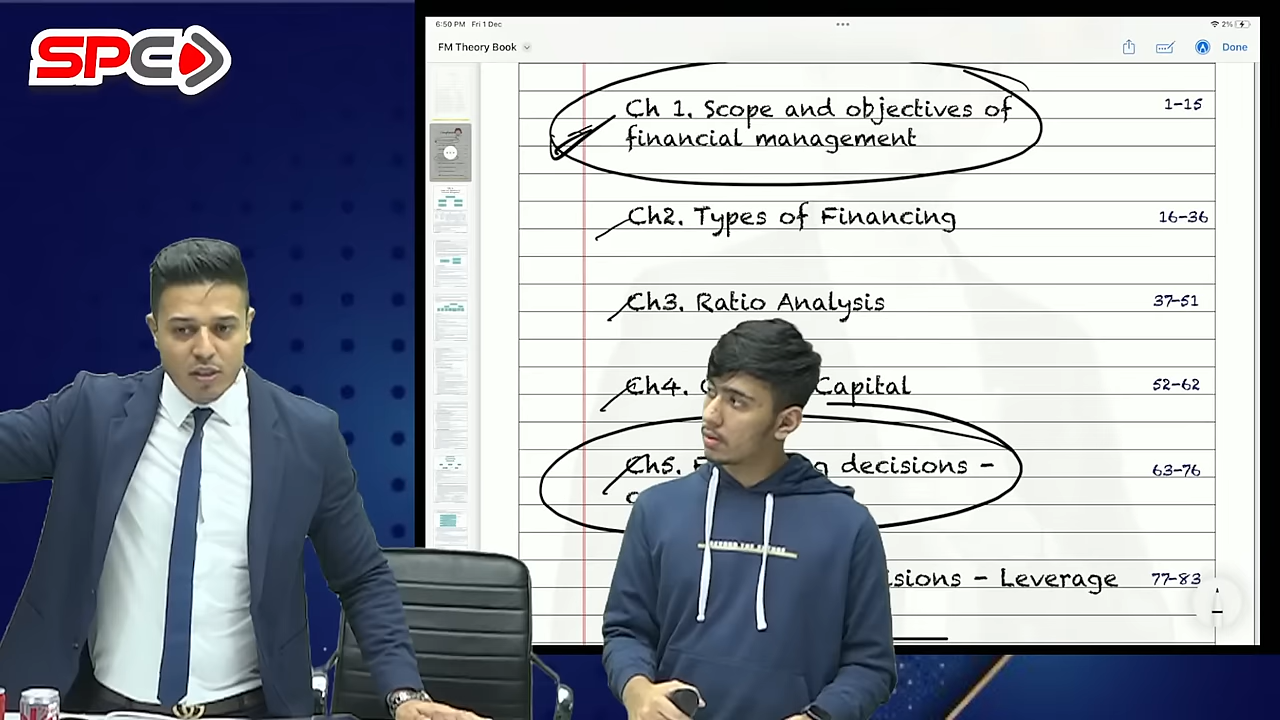 SPC
6:50 PM Fri 1 Dec
2%
FM Theory Book
Done
Ch 1. Scope and objectives of
1-15
financial management
Ch2. Types of Financing
16-36
Ch3. Ratio Analysis
37-51
Ch4.
Capital
52-62
Ch5.
decisions -
63-76
isions - Leverage
77-83